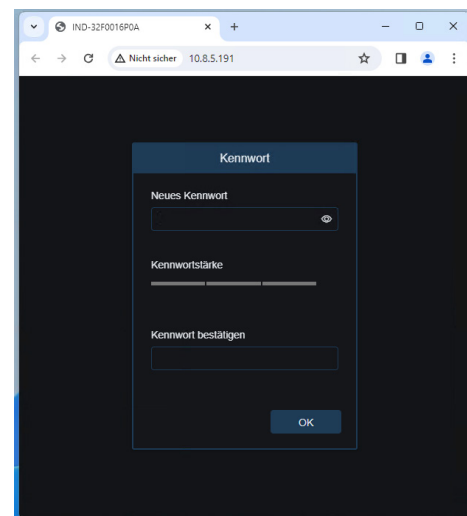 IND-32F0016P0A
Nicht sicher 10.8.5.191
Kennwort
Neues Kennwort
Kennwortstärke
Kennwort bestätigen
OK